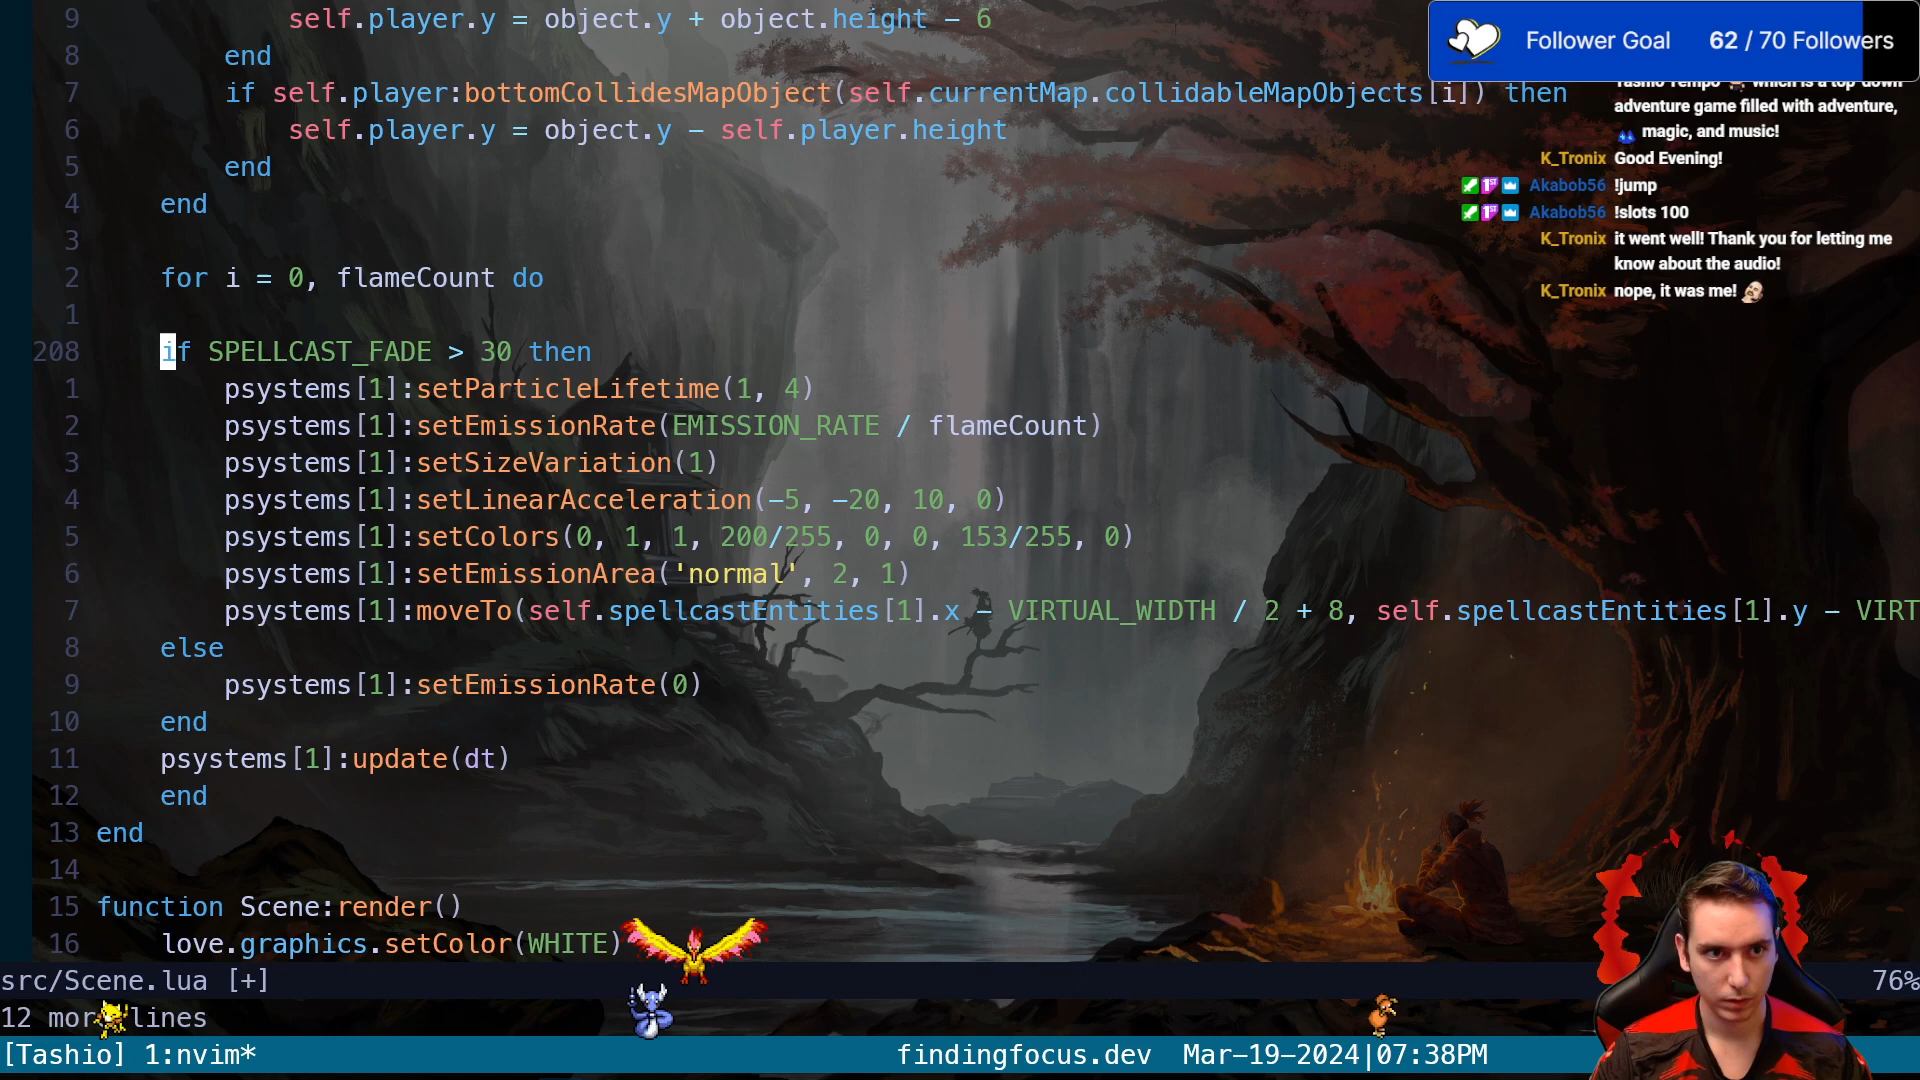 9 self.player.y = object.y + object.height - 6
8 end
7 if self.player:bottomCollidesMapObject(self.currentMap.collidableMapObjects[i]) then
6 self.player.y = object.y - self.player.height
5 end
4 end
3
2 for i = 0, flameCount do
1
208 if SPELLCAST_FADE > 30 then
1 psystems[1]:setParticleLifetime(1, 4)
2 psystems[1]:setEmissionRate(EMISSION_RATE / flameCount)
3 psystems[1]:setSizeVariation(1)
4 psystems[1]:setLinearAcceleration(-5, -20, 10, 0)
5 psystems[1]:setColors(0, 1, 1, 200/255, 0, 0, 153/255, 0)
6 psystems[1]:setEmissionArea('normal', 2, 1)
7 psystems[1]:moveTo(self.spellcastEntities[1].x - VIRTUAL_WIDTH / 2 + 8, self.spellcastEntities[1].y - VIRT
8 else
9 psystems[1]:setEmissionRate(0)
10 end
11 psystems[1]:update(dt)
12 end
13 end
14
15 function Scene:render()
16 love.graphics.setColor(WHITE)
src/Scene.lua [+] 76%
12 more lines
[Tashio] 1:nvim* findingfocus.dev Mar-19-2024|07:38PM
Follower Goal 62 / 70 Followers
Tashio Tempo which is a top down
adventure game filled with adventure,
magic, and music!
K_Tronix Good Evening!
Akabob56 !jump
Akabob56 !slots 100
K_Tronix it went well! Thank you for letting me
know about the audio!
K_Tronix nope, it was me!